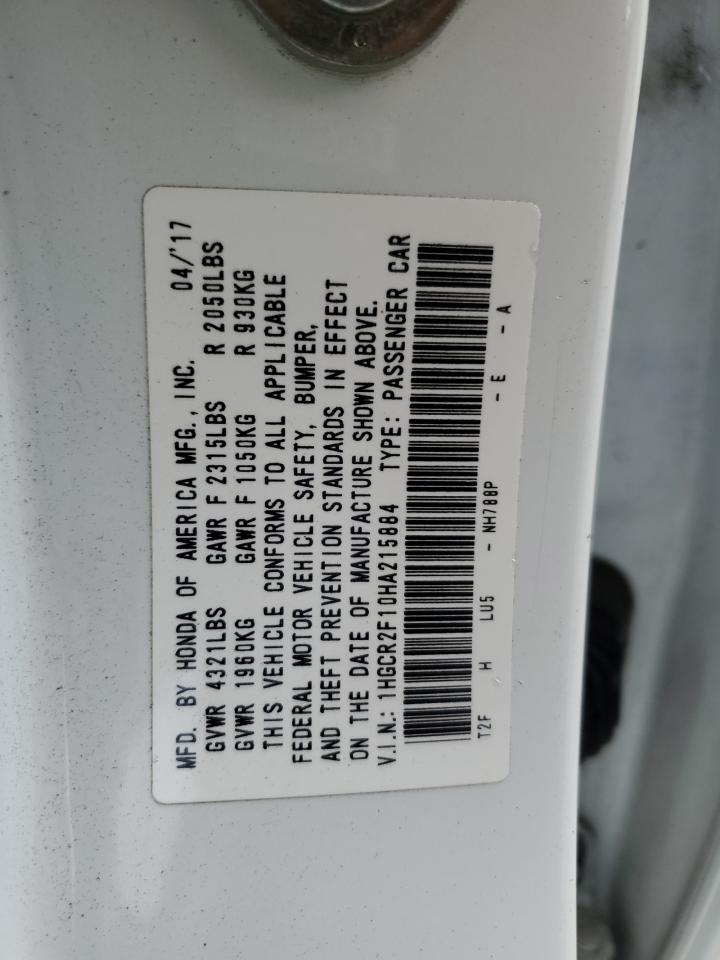 MFD. BY HONDA OF AMERICA MFG., INC. 04/'17
GVWR 4321LBS GAWR F 2315LBS R 2050LBS
GVWR 1960KG GAWR F 1050KG R 930KG
THIS VEHICLE CONFORMS TO ALL APPLICABLE
FEDERAL MOTOR VEHICLE SAFETY, BUMPER,
AND THEFT PREVENTION STANDARDS IN EFFECT
ON THE DATE OF MANUFACTURE SHOWN ABOVE.
V.I.N.: 1HGCR2F10HA215884 TYPE: PASSENGER CAR
T2F H LU5 - NH788P - E - A